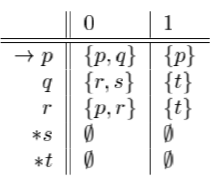 0 1
→ p {p, q} {p}
q {r, s} {t}
r {p, r} {t}
*s ∅ ∅
*t ∅ ∅